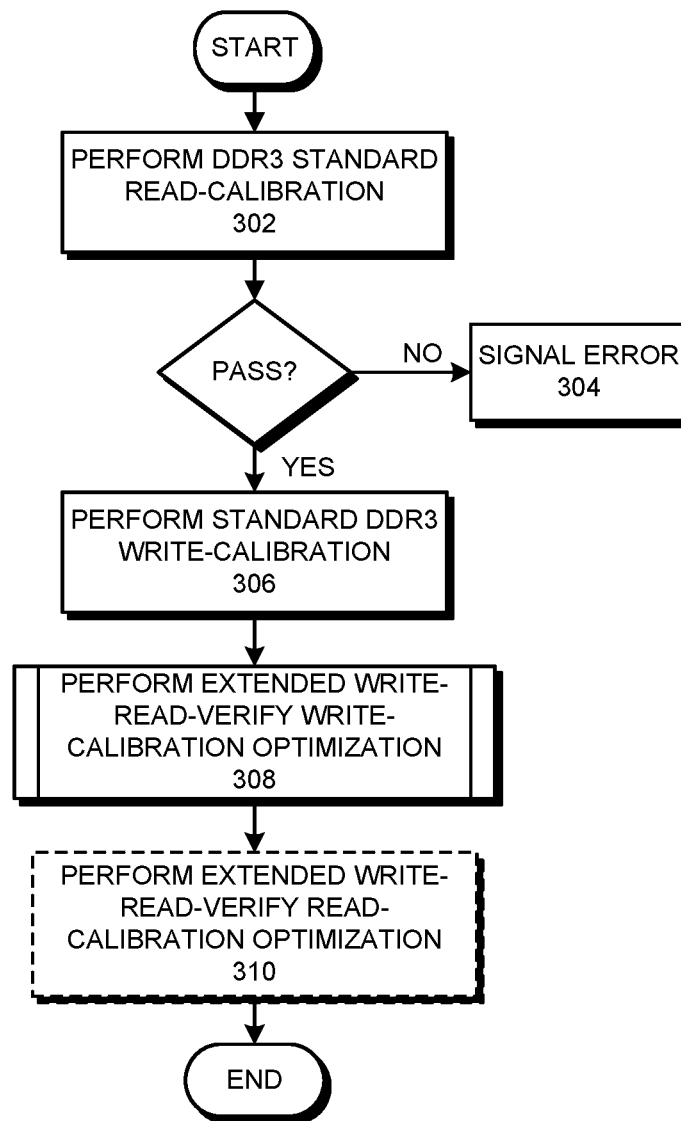 START
PERFORM DDR3 STANDARD
READ-CALIBRATION
302
PASS?
NO
SIGNAL ERROR
304
YES
PERFORM STANDARD DDR3
WRITE-CALIBRATION
306
PERFORM EXTENDED WRITE-
READ-VERIFY WRITE-
CALIBRATION OPTIMIZATION
308
PERFORM EXTENDED WRITE-
READ-VERIFY READ-
CALIBRATION OPTIMIZATION
310
END